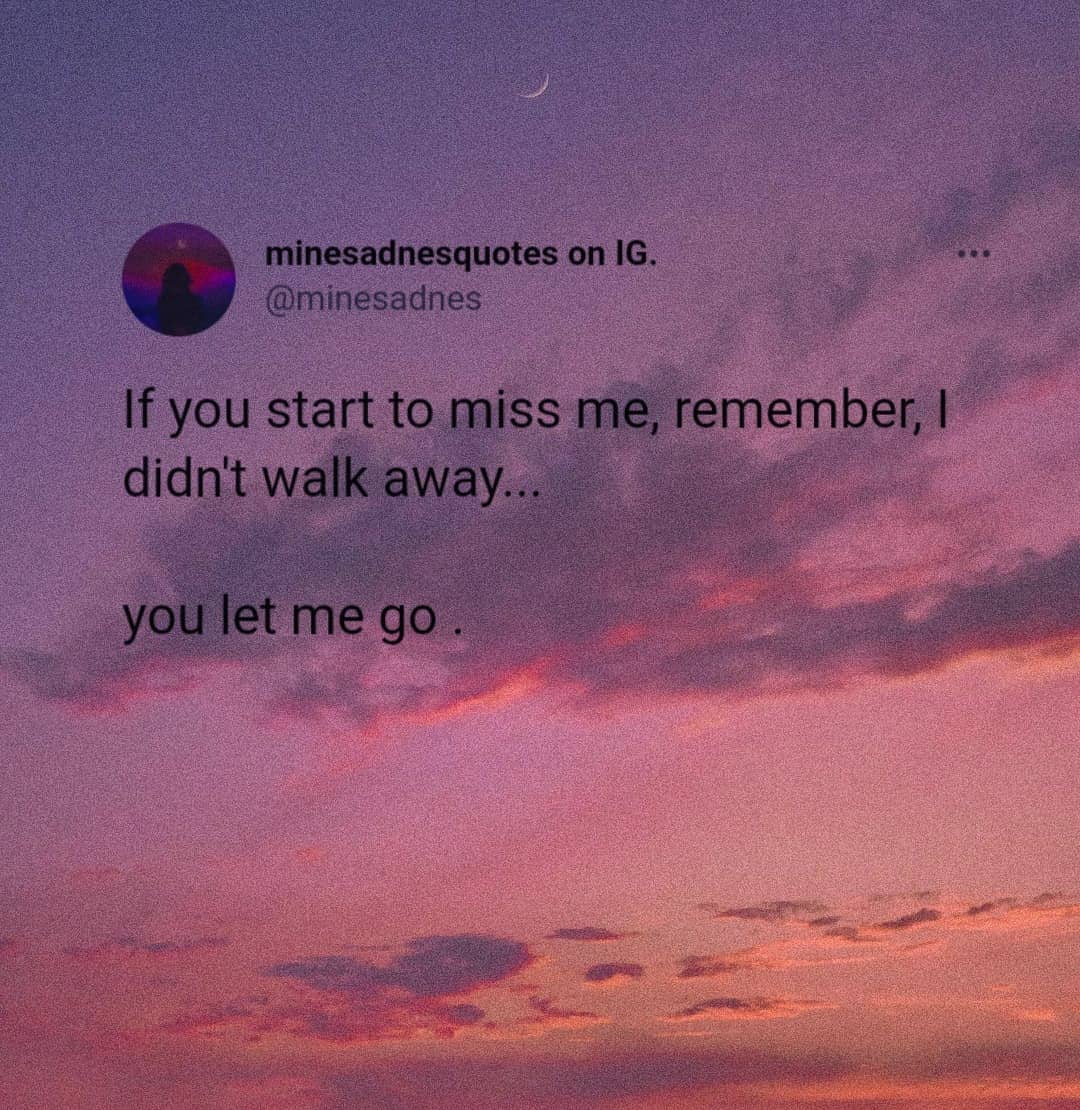 minesadnesquotes on IG.
@minesadnes
If you start to miss me, remember, I
didn't walk away...
you let me go .